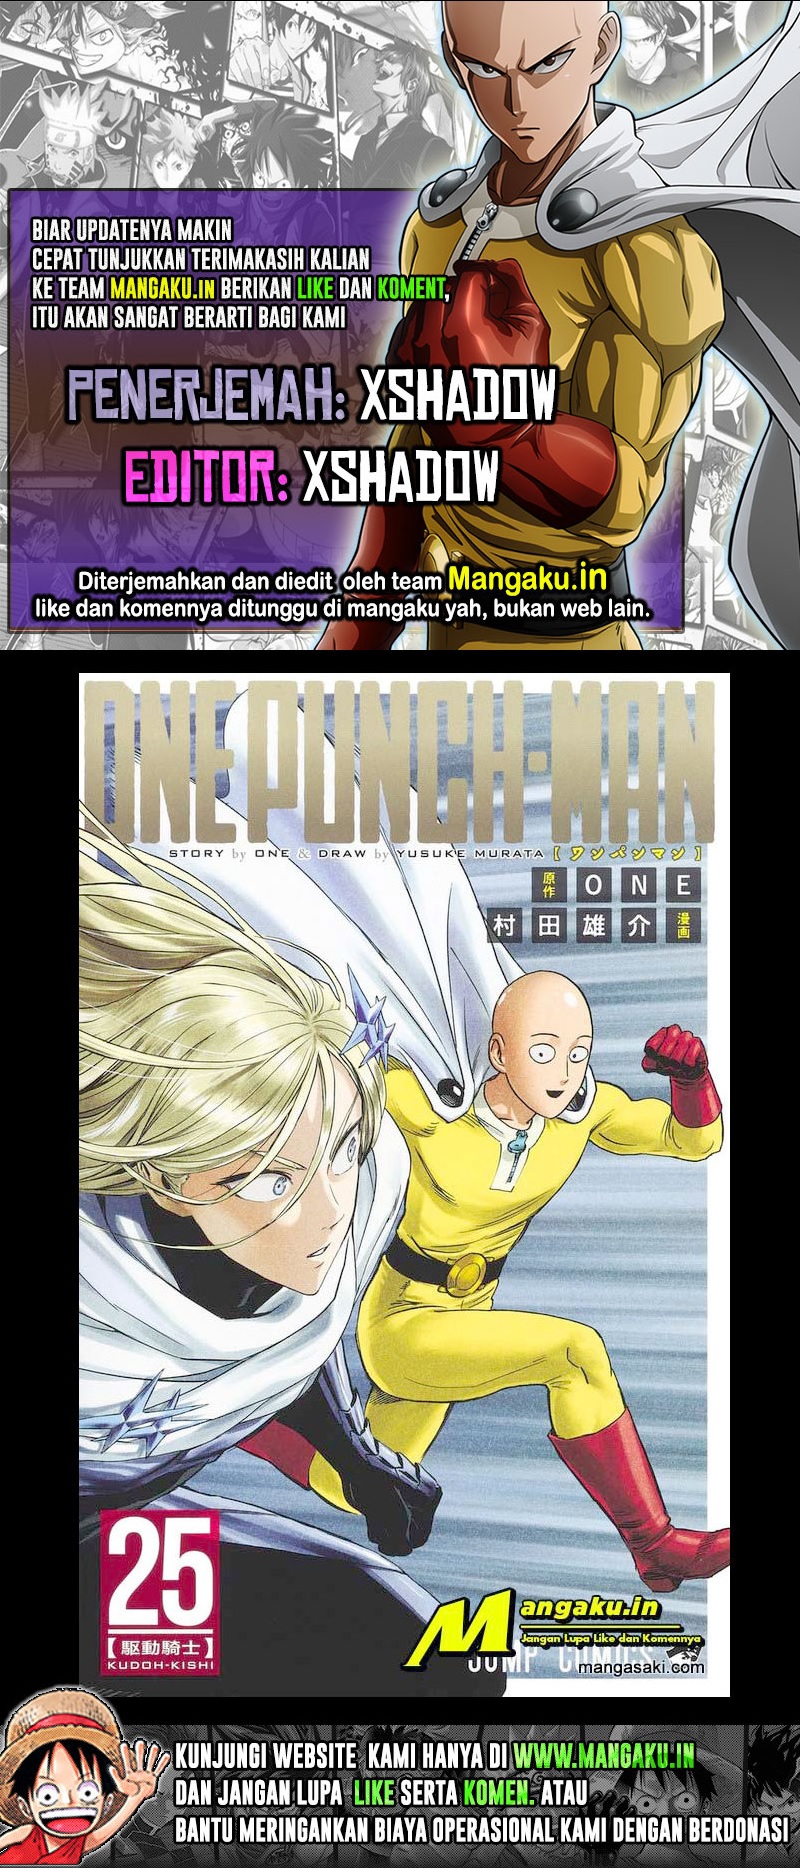 BIAR UPDATENYA MAKIN
CEPAT TUNJUKKAN TERIMAKASIH KALIAN
KE TEAM MANGAKU.IN BERIKAN LIKE DAN KOMENT,
ITU AKAN SANGAT BERARTI BAGI KAMI
PENERJEMAH: XSHADOW
EDITOR: XSHADOW
Diterjemahkan dan diedit oleh team Mangaku.in
like dan komennya ditunggu di mangaku yah, bukan web lain.
ONE PUNCH-MAN
STORY by ONE & DRAW by YUSUKE MURATA【ワンパンマン】
原作 ONE
村田雄介 漫画
25
【駆動騎士】
KUDOH-KISHI
Mangaku.in
Jangan Lupa Like dan Komennya
JUMP COMICS
mangasaki.com
KUNJUNGI WEBSITE KAMI HANYA DI WWW.MANGAKU.IN
DAN JANGAN LUPA LIKE SERTA KOMEN. ATAU
BANTU MERINGANKAN BIAYA OPERASIONAL KAMI DENGAN BERDONASI